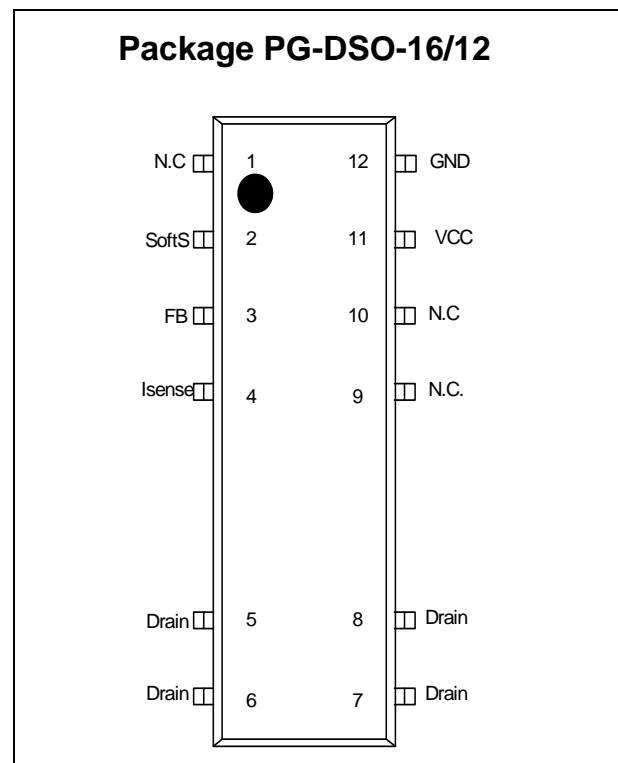 Package PG-DSO-16/12
N.C 1 12 GND
SoftS 2 11 VCC
FB 3 10 N.C
Isense 4 9 N.C.
Drain 5 8 Drain
Drain 6 7 Drain